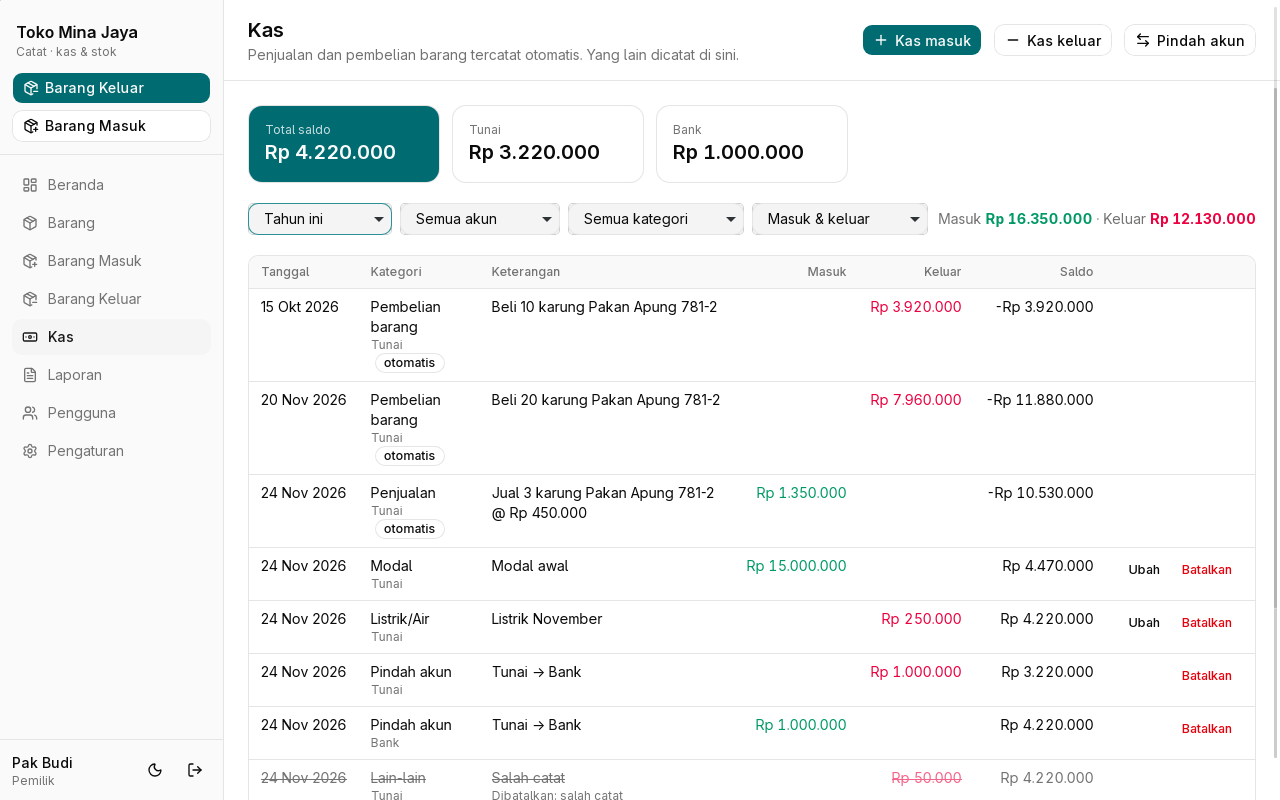 Toko Mina Jaya
Catat · kas & stok
Barang Keluar
Barang Masuk
Beranda
Barang
Barang Masuk
Barang Keluar
Kas
Laporan
Pengguna
Pengaturan
Pak Budi
Pemilik
Kas
Penjualan dan pembelian barang tercatat otomatis. Yang lain dicatat di sini.
Kas masuk
Kas keluar
Pindah akun
Total saldo
Rp 4.220.000
Tunai
Rp 3.220.000
Bank
Rp 1.000.000
Tahun ini
Semua akun
Semua kategori
Masuk & keluar
Masuk Rp 16.350.000 · Keluar Rp 12.130.000
Tanggal Kategori Keterangan Masuk Keluar Saldo
15 Okt 2026 Pembelian barang Beli 10 karung Pakan Apung 781-2 Rp 3.920.000 -Rp 3.920.000
Tunai
otomatis
20 Nov 2026 Pembelian barang Beli 20 karung Pakan Apung 781-2 Rp 7.960.000 -Rp 11.880.000
Tunai
otomatis
24 Nov 2026 Penjualan Jual 3 karung Pakan Apung 781-2 @ Rp 450.000 Rp 1.350.000 -Rp 10.530.000
Tunai
otomatis
24 Nov 2026 Modal Modal awal Rp 15.000.000 Rp 4.470.000 Ubah Batalkan
Tunai
24 Nov 2026 Listrik/Air Listrik November Rp 250.000 Rp 4.220.000 Ubah Batalkan
Tunai
24 Nov 2026 Pindah akun Tunai → Bank Rp 1.000.000 Rp 3.220.000 Batalkan
Tunai
24 Nov 2026 Pindah akun Tunai → Bank Rp 1.000.000 Rp 4.220.000 Batalkan
Bank
24 Nov 2026 Lain-lain Salah catat Rp 50.000 Rp 4.220.000
Tunai Dibatalkan: salah catat